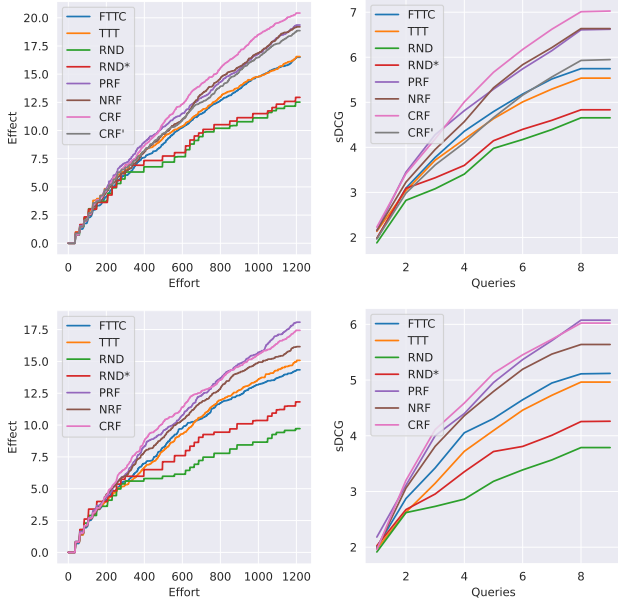 20.0
17.5
15.0
12.5
10.0
7.5
5.0
2.5
0.0
Effect
FTTC
TTT
RND
RND*
PRF
NRF
CRF
CRF'
0 200 400 600 800 1000 1200
Effort
7
6
5
4
3
2
sDCG
FTTC
TTT
RND
RND*
PRF
NRF
CRF
CRF'
2 4 6 8
Queries
17.5
15.0
12.5
10.0
7.5
5.0
2.5
0.0
Effect
FTTC
TTT
RND
RND*
PRF
NRF
CRF
0 200 400 600 800 1000 1200
Effort
6
5
4
3
2
sDCG
FTTC
TTT
RND
RND*
PRF
NRF
CRF
2 4 6 8
Queries